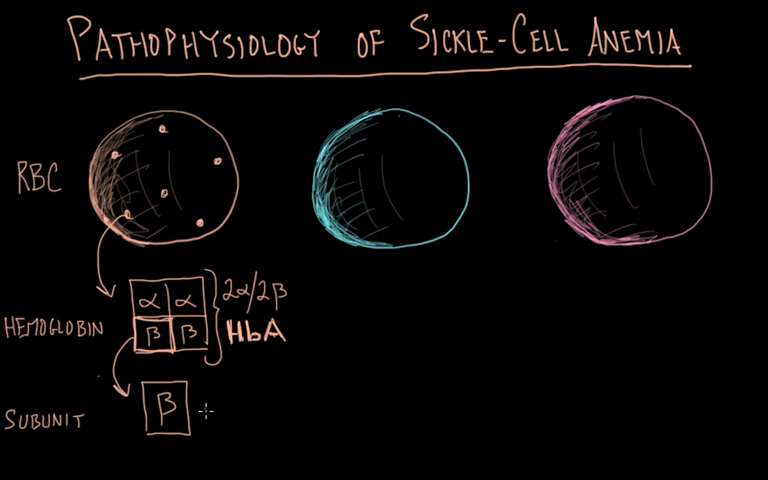 PATHOPHYSIOLOGY OF SICKLE-CELL ANEMIA
RBC
α α
2α/2β
HEMOGLOBIN
β β
HbA
β
SUBUNIT